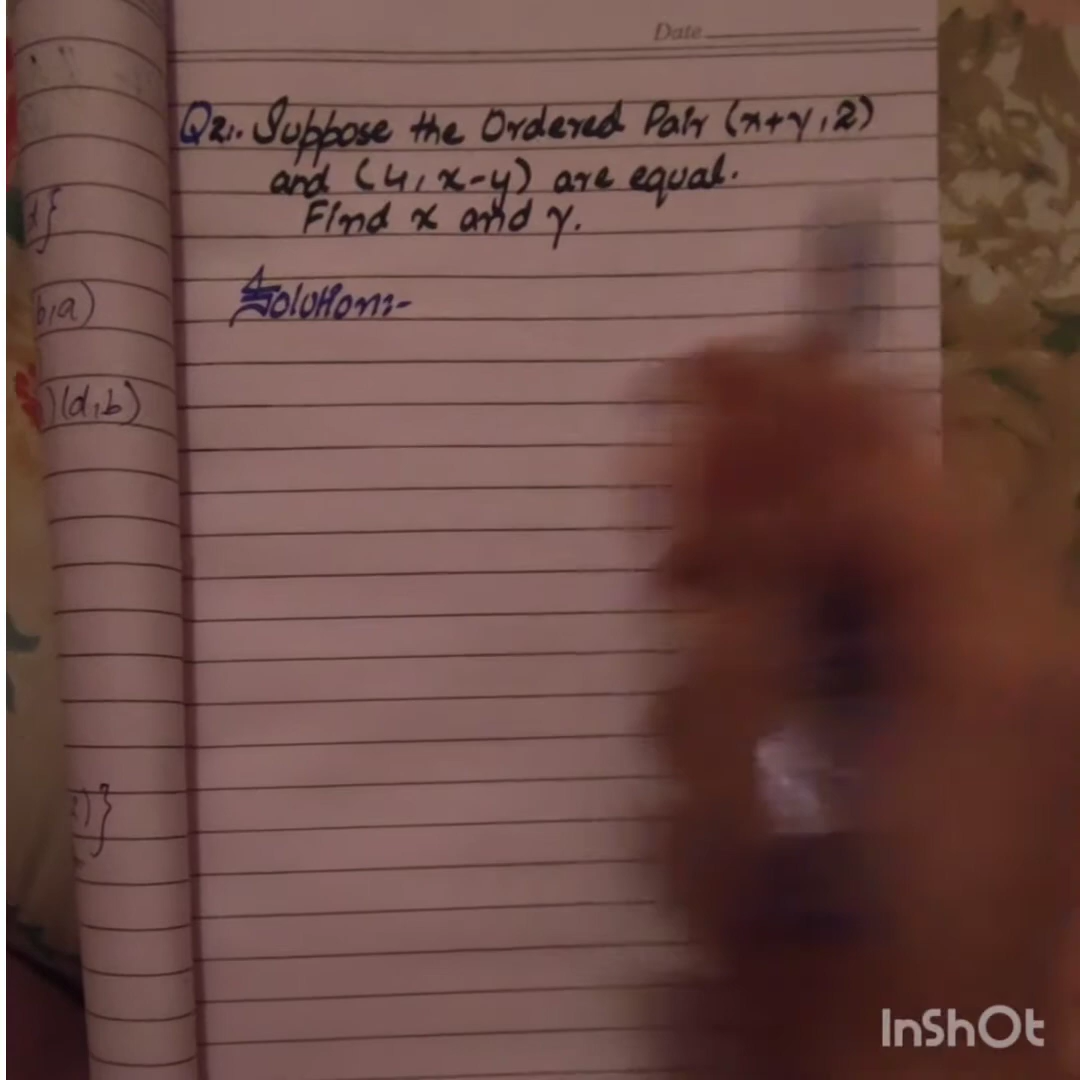 Date
Q2. Suppose the Ordered Pair (x+y, 2)
and (4, x-y) are equal.
Find x and y.
Solution:-
d}
b,a)
)(d,b)
)}
InShOt